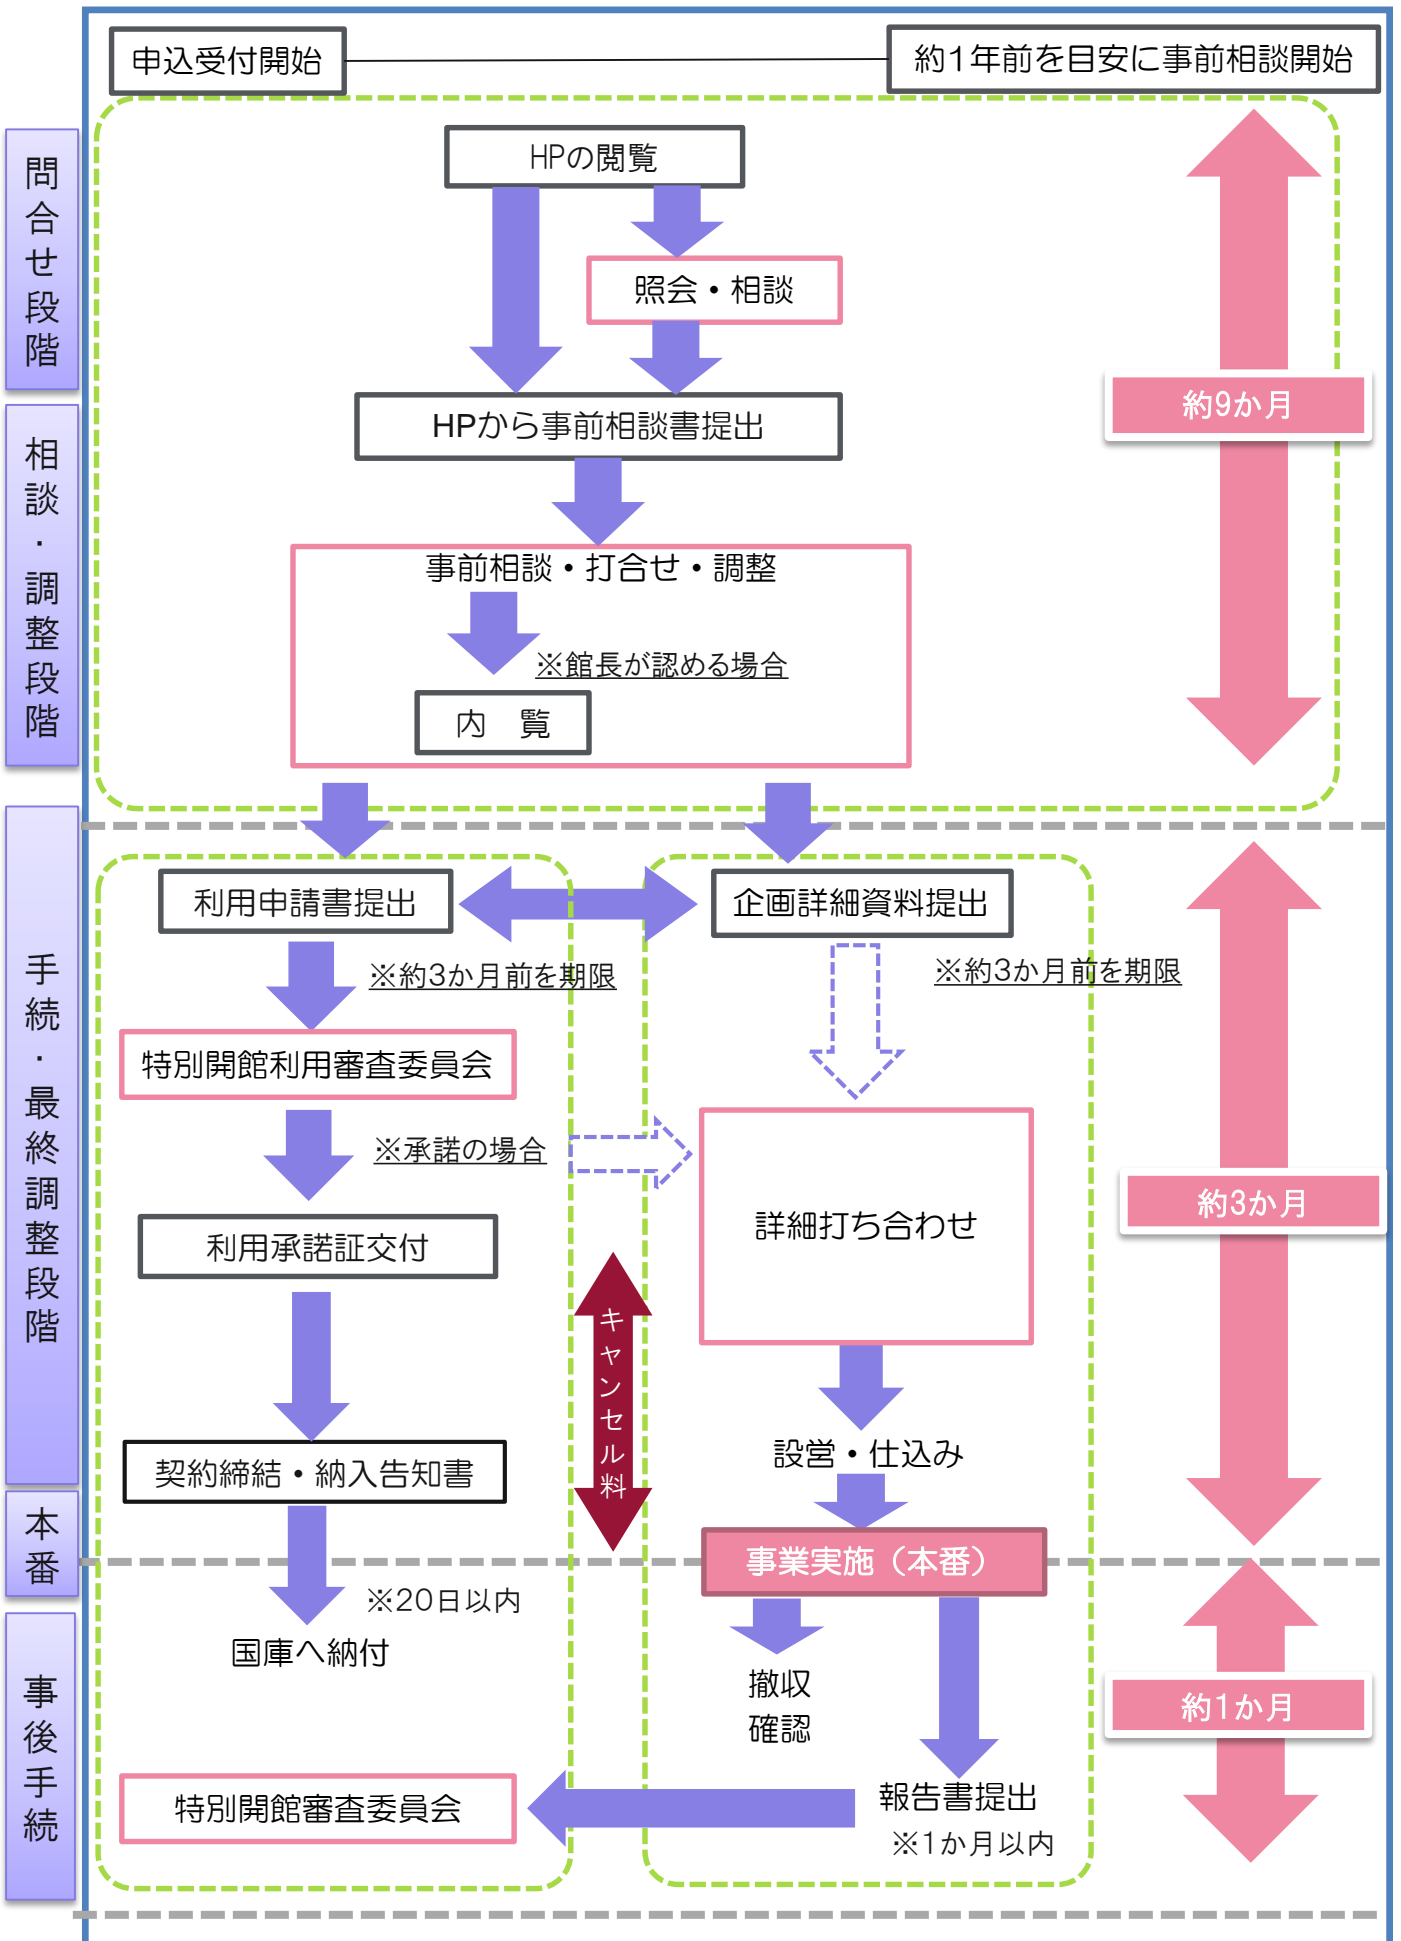 申込受付開始
約1年前を目安に事前相談開始
問合せ段階
HPの閲覧
照会・相談
HPから事前相談書提出
約9か月
相談・調整段階
事前相談・打合せ・調整
※館長が認める場合
内 覧
手続・最終調整段階
利用申請書提出
企画詳細資料提出
※約3か月前を期限
※約3か月前を期限
特別開館利用審査委員会
※承諾の場合
詳細打ち合わせ
約3か月
利用承諾証交付
キャンセル料
設営・仕込み
契約締結・納入告知書
本番
事業実施（本番）
※20日以内
国庫へ納付
事後手続
撤収
確認
約1か月
報告書提出
※1か月以内
特別開館審査委員会